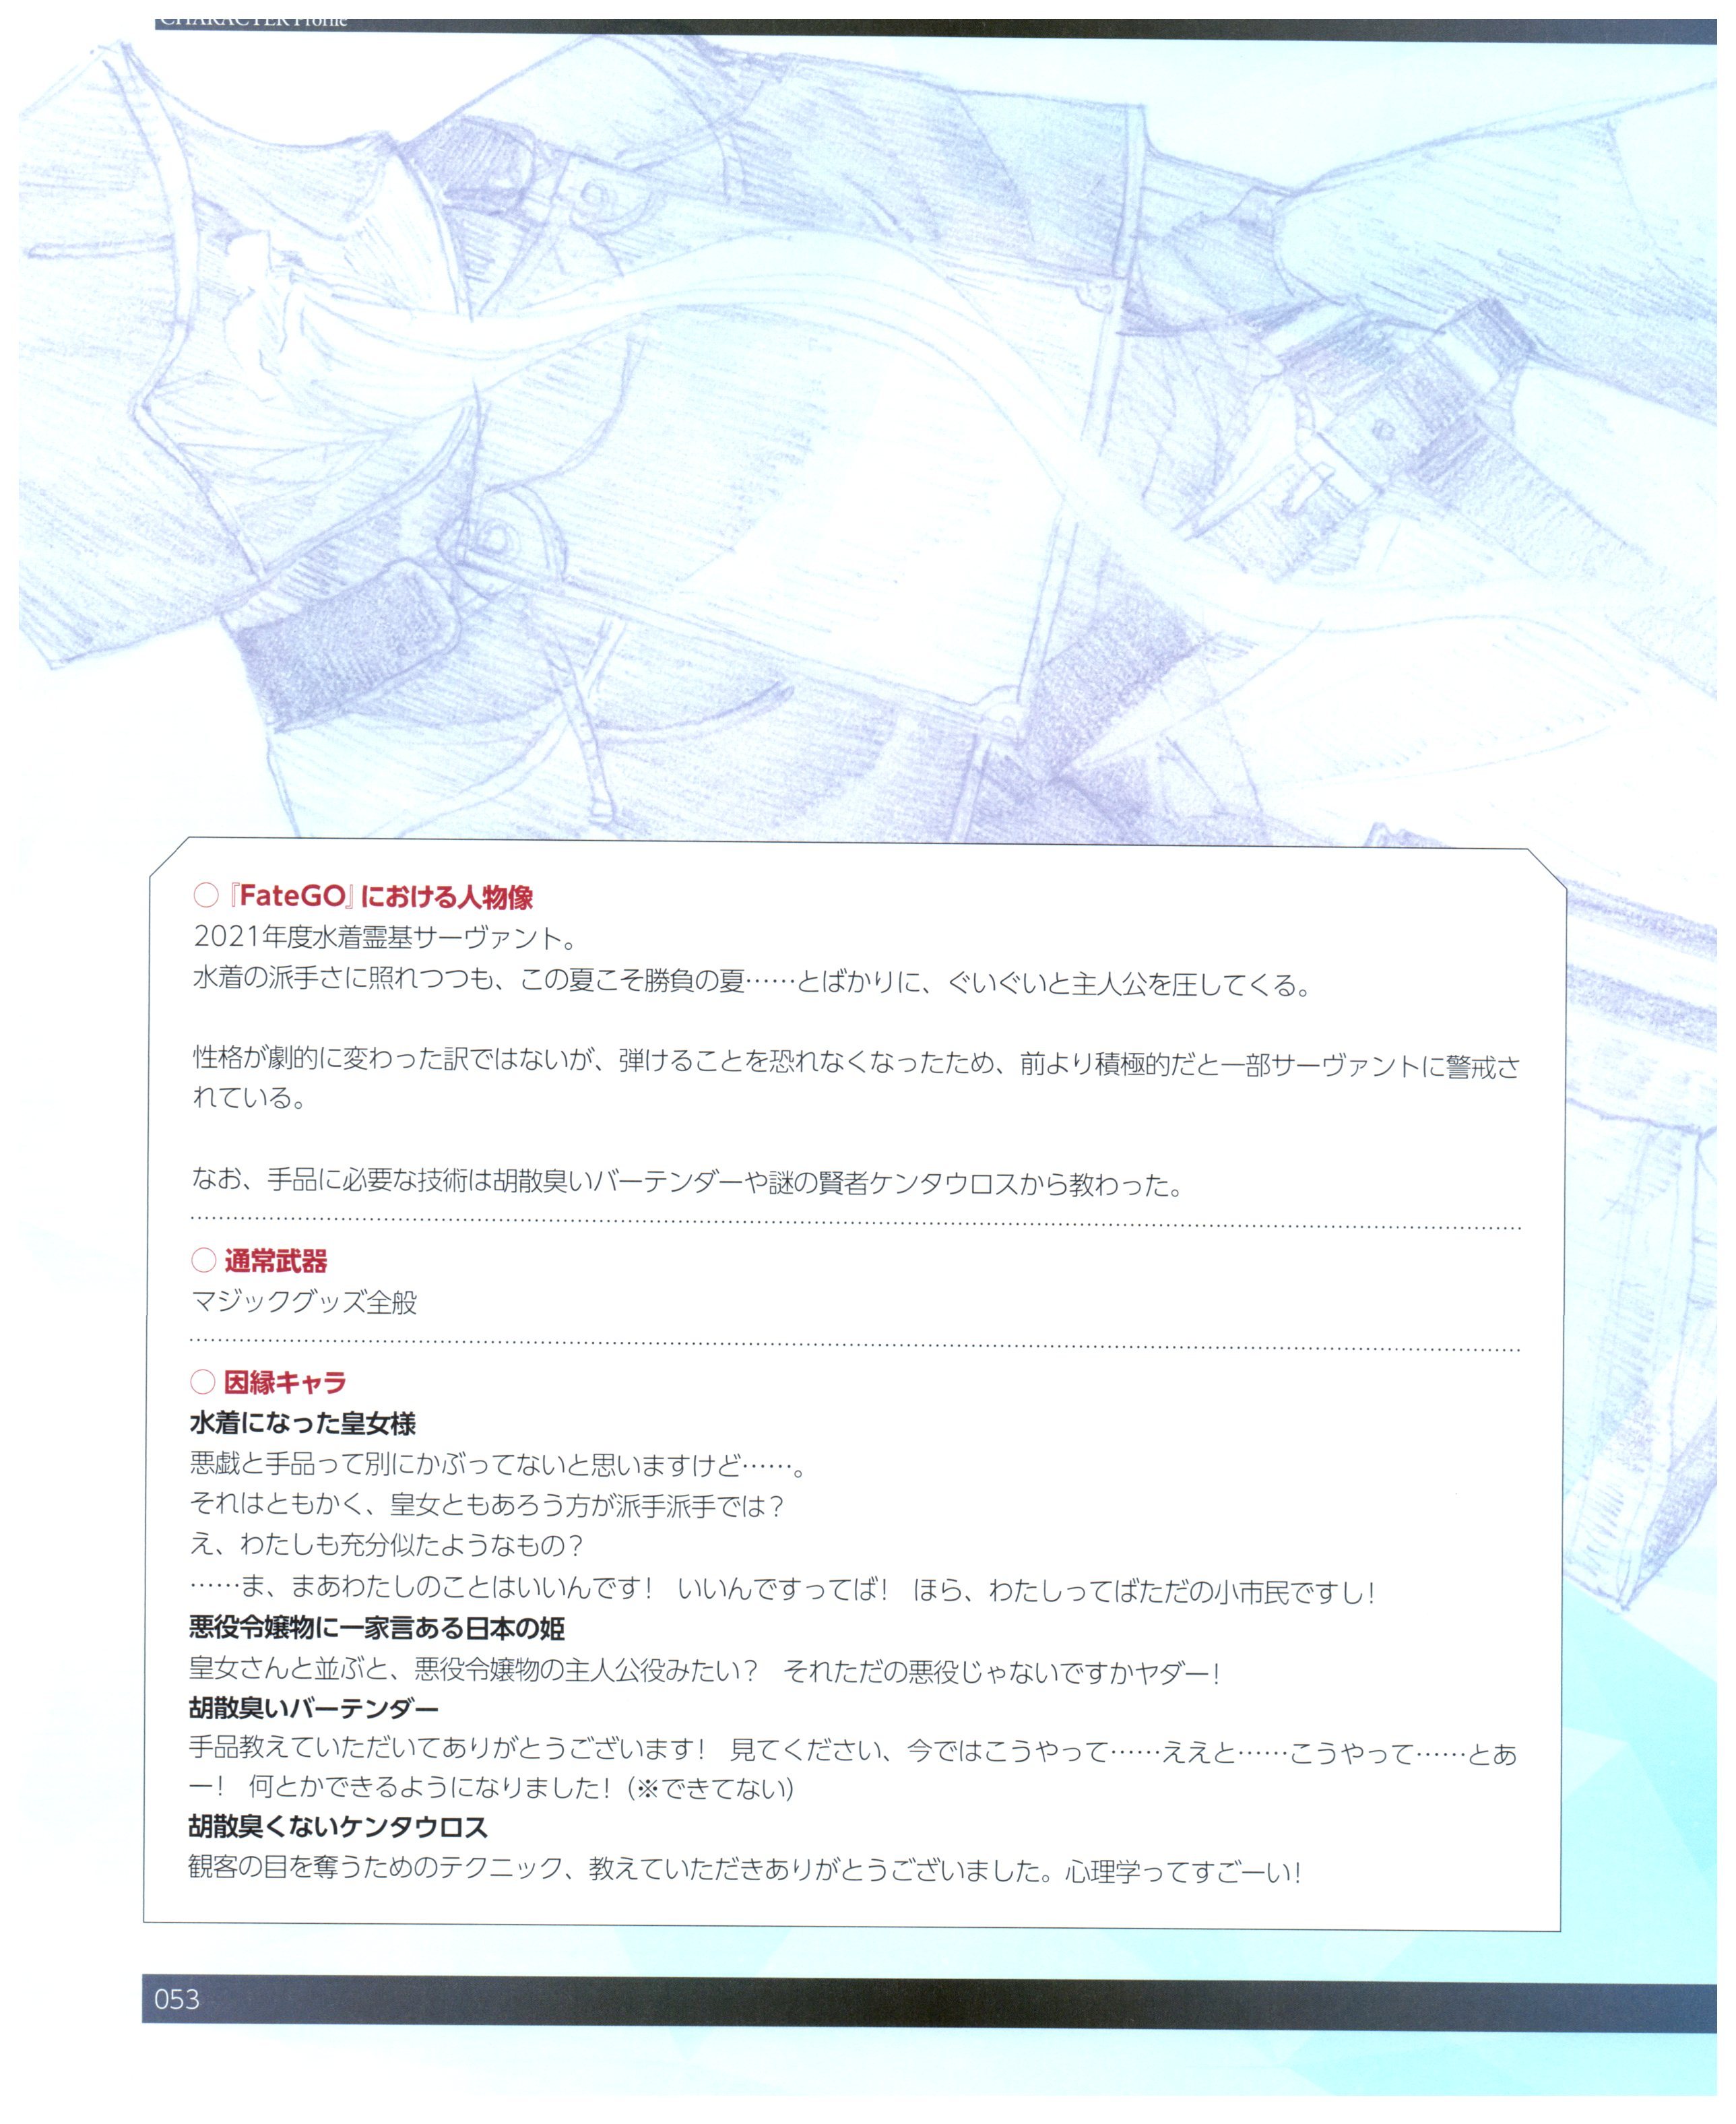 CHARACTER Profile
○『FateGO』における人物像
2021年度水着霊基サーヴァント。
水着の派手さに照れつつも、この夏こそ勝負の夏……とばかりに、ぐいぐいと主人公を圧してくる。
性格が劇的に変わった訳ではないが、弾けることを恐れなくなったため、前より積極的だと一部サーヴァントに警戒さ
れている。
なお、手品に必要な技術は胡散臭いバーテンダーや謎の賢者ケンタウロスから教わった。
○ 通常武器
マジックグッズ全般
○ 因縁キャラ
水着になった皇女様
悪戯と手品って別にかぶってないと思いますけど……。
それはともかく、皇女ともあろう方が派手派手では?
え、わたしも充分似たようなもの?
……ま、まあわたしのことはいいんです! いいんですってば! ほら、わたしってばただの小市民ですし!
悪役令嬢物に一家言ある日本の姫
皇女さんと並ぶと、悪役令嬢物の主人公役みたい? それただの悪役じゃないですかヤダー!
胡散臭いバーテンダー
手品教えていただいてありがとうございます! 見てください、今ではこうやって……ええと……こうやって……とあ
ー! 何とかできるようになりました!(※できてない)
胡散臭くないケンタウロス
観客の目を奪うためのテクニック、教えていただきありがとうございました。心理学ってすごーい!
053